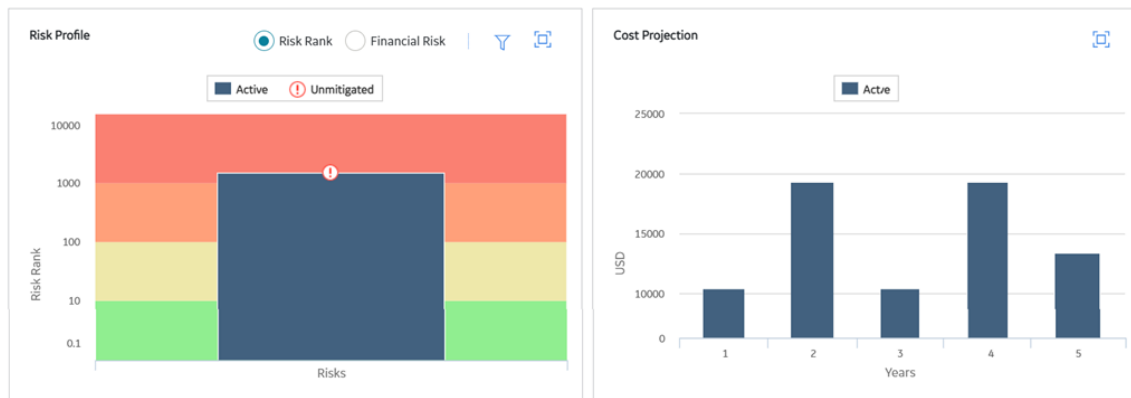 Risk Profile
Risk Rank
Financial Risk
Active
Unmitigated
10000
1000
100
10
0.1
Risk Rank
Risks
Cost Projection
Active
25000
20000
15000
10000
0
USD
1 2 3 4 5
Years